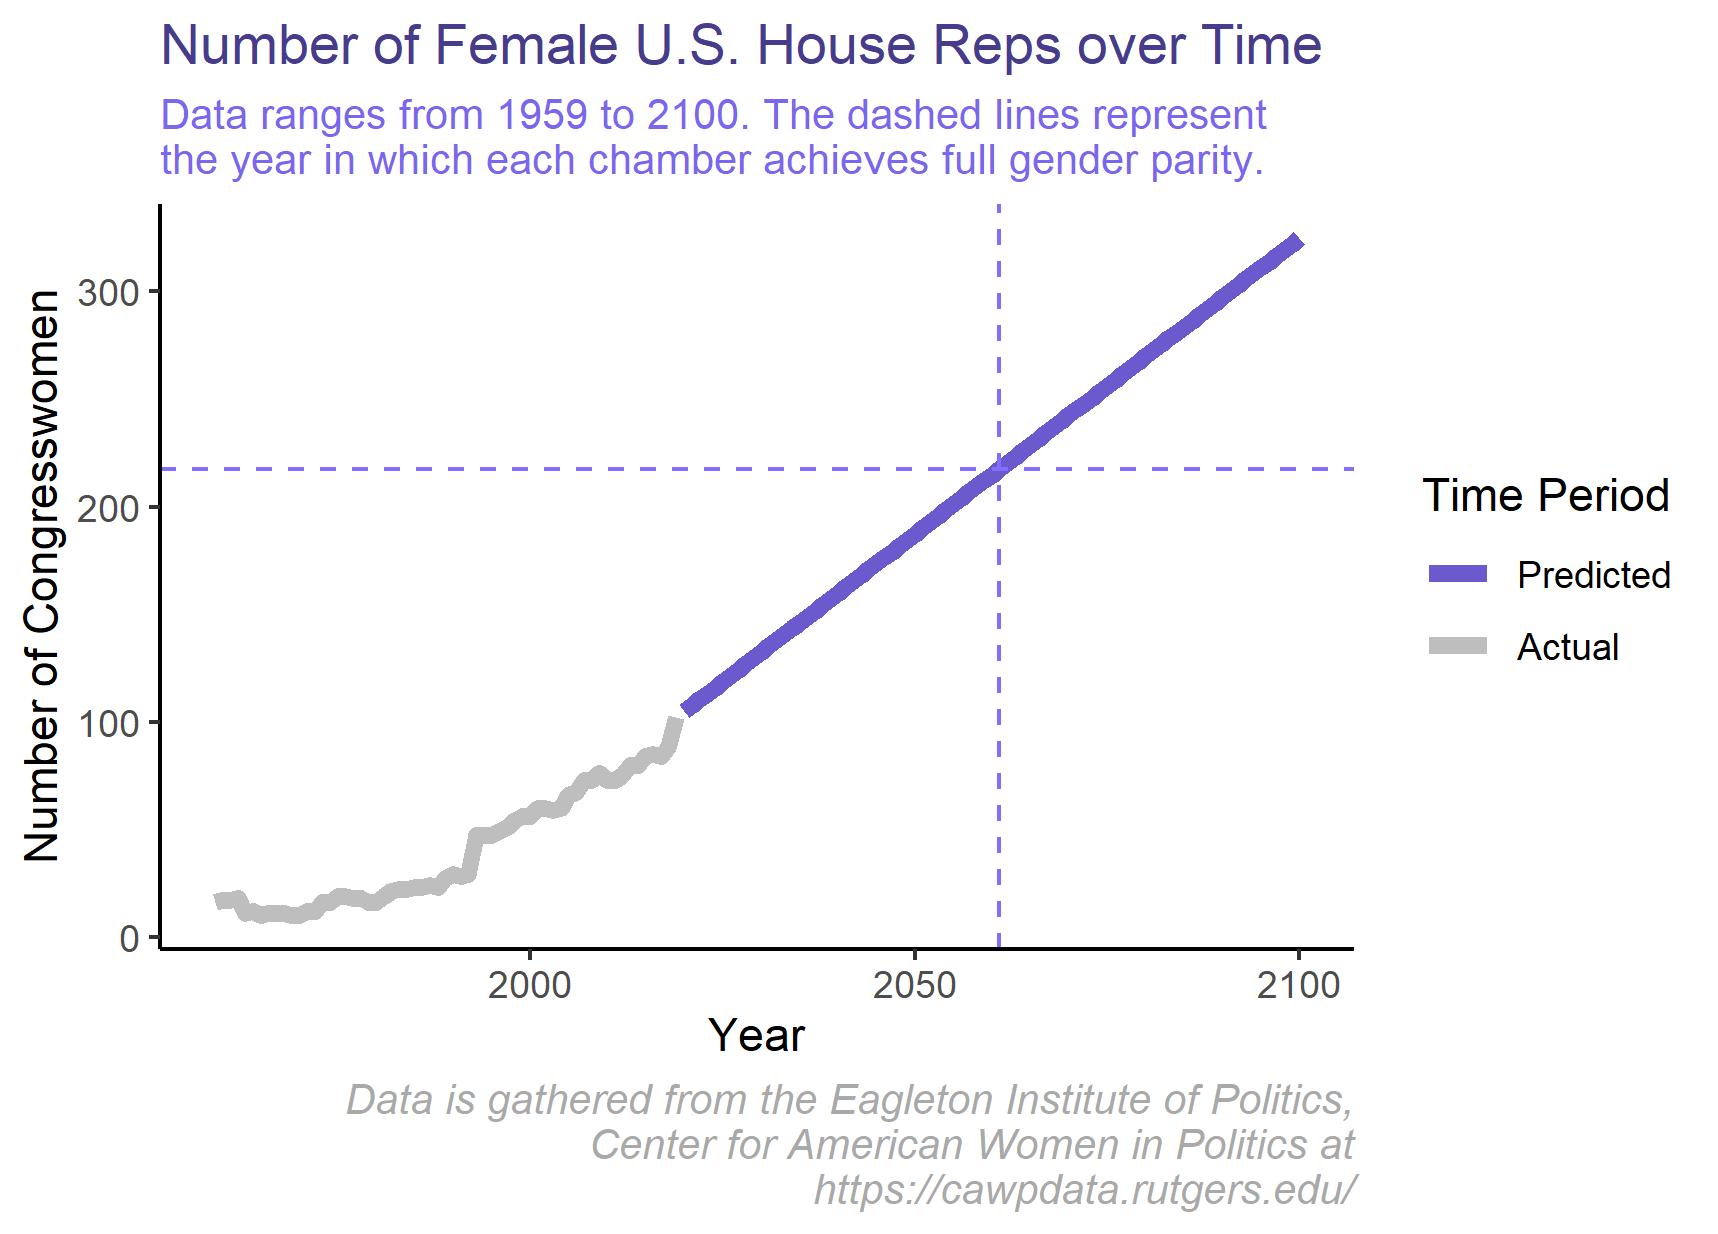 Number of Female U.S. House Reps over Time
Data ranges from 1959 to 2100. The dashed lines represent
the year in which each chamber achieves full gender parity.
Number of Congresswomen
300
200
100
0
2000
2050
2100
Year
Time Period
Predicted
Actual
Data is gathered from the Eagleton Institute of Politics,
Center for American Women in Politics at
https://cawpdata.rutgers.edu/